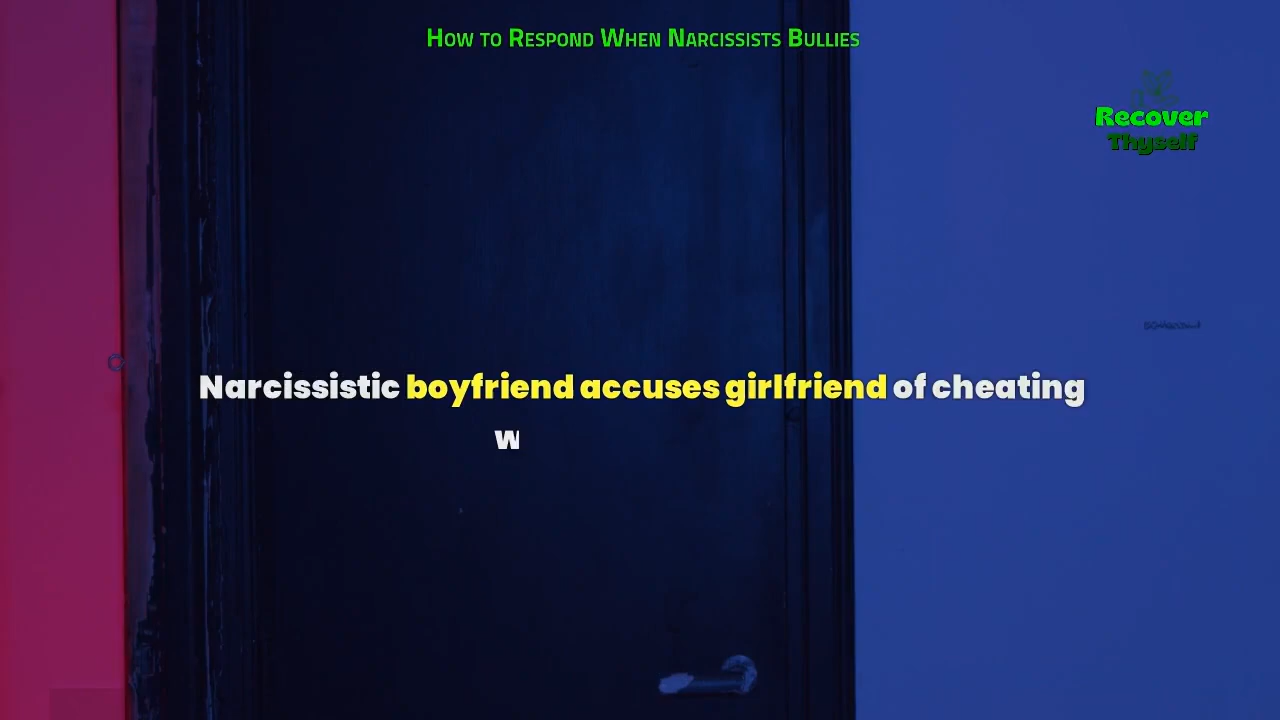 How to Respond When Narcissists Bullies
Recover
Thyself
Narcissistic boyfriend accuses girlfriend of cheating
w